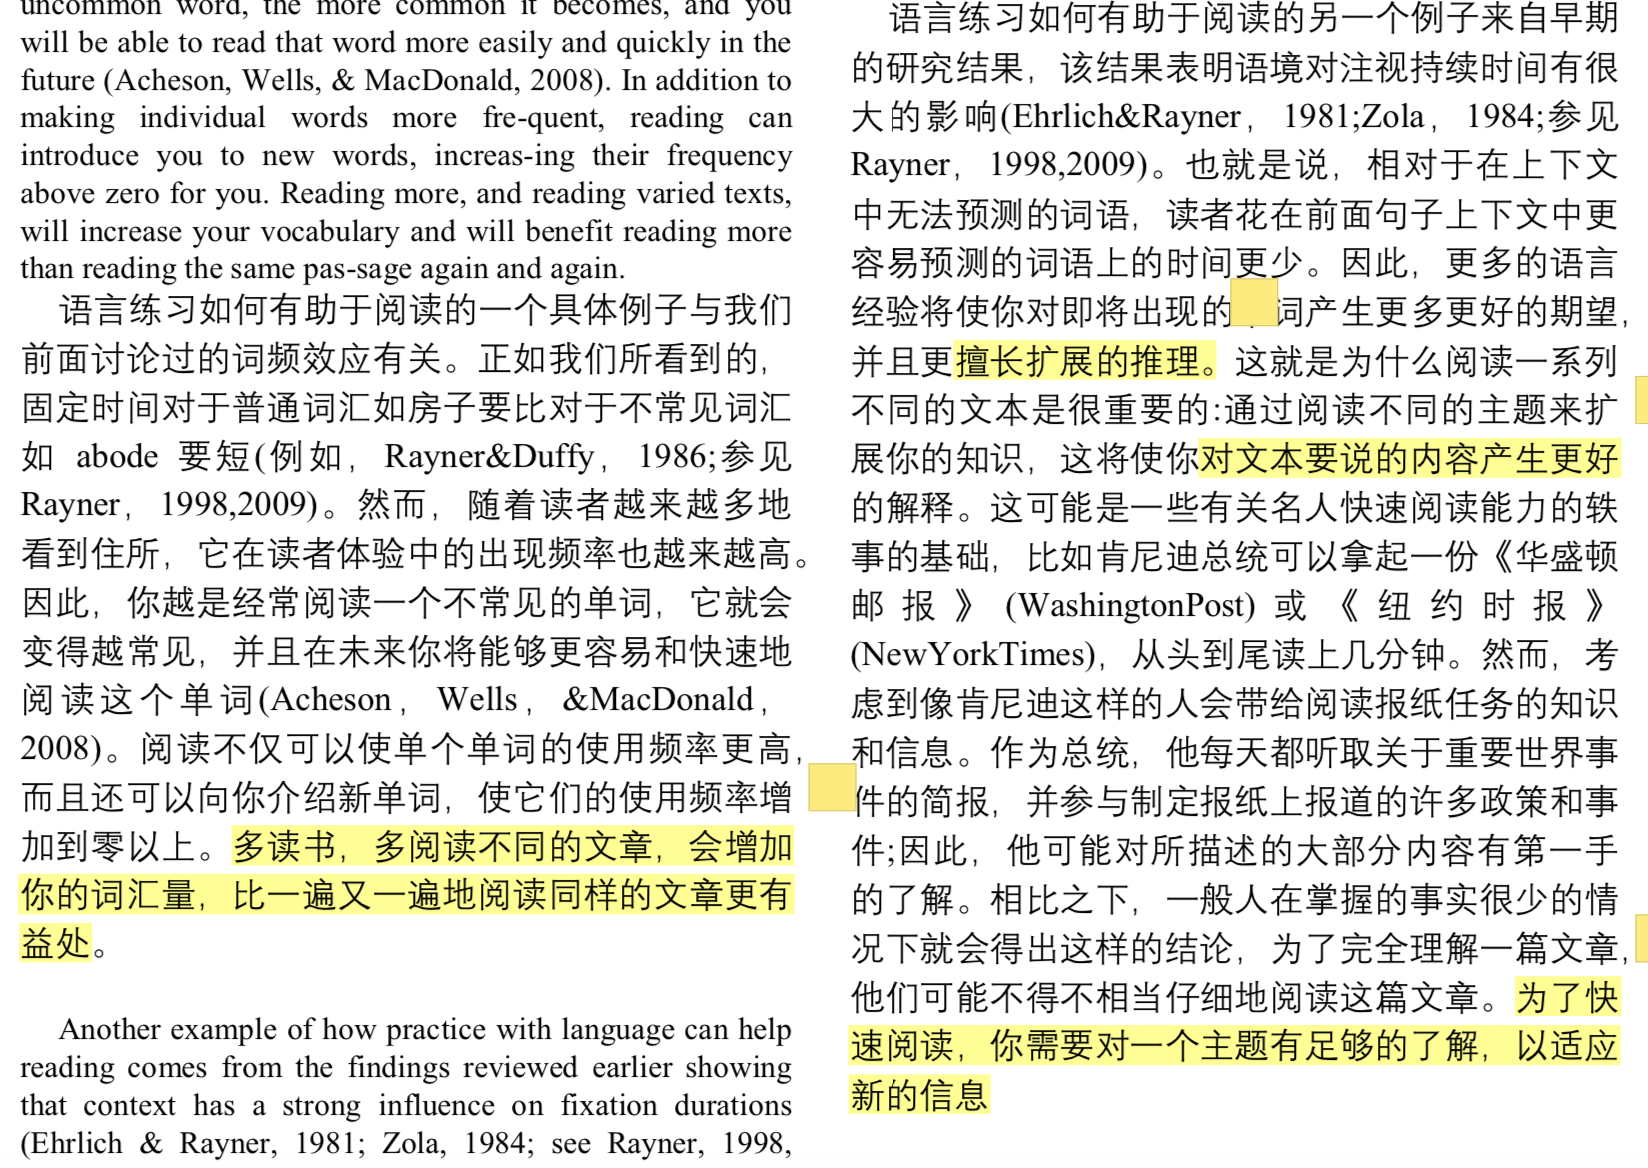 uncommon word, the more common it becomes, and you
will be able to read that word more easily and quickly in the
future (Acheson, Wells, & MacDonald, 2008). In addition to
making individual words more fre-quent, reading can
introduce you to new words, increas-ing their frequency
above zero for you. Reading more, and reading varied texts,
will increase your vocabulary and will benefit reading more
than reading the same pas-sage again and again.
语言练习如何有助于阅读的一个具体例子与我们
前面讨论过的词频效应有关。正如我们所看到的，
固定时间对于普通词汇如房子要比对于不常见词汇
如 abode 要短(例如，Rayner&Duffy，1986;参见
Rayner，1998,2009)。然而，随着读者越来越多地
看到住所，它在读者体验中的出现频率也越来越高。
因此，你越是经常阅读一个不常见的单词，它就会
变得越常见，并且在未来你将能够更容易和快速地
阅读这个单词(Acheson，Wells，&MacDonald，
2008)。阅读不仅可以使单个单词的使用频率更高，
而且还可以向你介绍新单词，使它们的使用频率增
加到零以上。多读书，多阅读不同的文章，会增加
你的词汇量，比一遍又一遍地阅读同样的文章更有
益处。
Another example of how practice with language can help
reading comes from the findings reviewed earlier showing
that context has a strong influence on fixation durations
(Ehrlich & Rayner, 1981; Zola, 1984; see Rayner, 1998,
语言练习如何有助于阅读的另一个例子来自早期
的研究结果，该结果表明语境对注视持续时间有很
大的影响(Ehrlich&Rayner，1981;Zola，1984;参见
Rayner，1998,2009)。也就是说，相对于在上下文
中无法预测的词语，读者花在前面句子上下文中更
容易预测的词语上的时间更少。因此，更多的语言
经验将使你对即将出现的词产生更多更好的期望，
并且更擅长扩展的推理。这就是为什么阅读一系列
不同的文本是很重要的:通过阅读不同的主题来扩
展你的知识，这将使你对文本要说的内容产生更好
的解释。这可能是一些有关名人快速阅读能力的轶
事的基础，比如肯尼迪总统可以拿起一份《华盛顿
邮报》(WashingtonPost)或《纽约时报》
(NewYorkTimes)，从头到尾读上几分钟。然而，考
虑到像肯尼迪这样的人会带给阅读报纸任务的知识
和信息。作为总统，他每天都听取关于重要世界事
件的简报，并参与制定报纸上报道的许多政策和事
件;因此，他可能对所描述的大部分内容有第一手
的了解。相比之下，一般人在掌握的事实很少的情
况下就会得出这样的结论，为了完全理解一篇文章，
他们可能不得不相当仔细地阅读这篇文章。为了快
速阅读，你需要对一个主题有足够的了解，以适应
新的信息